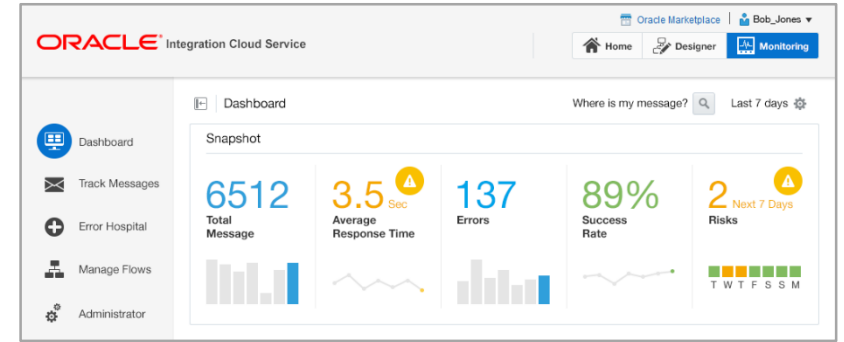 Oracle Marketplace Bob_Jones
ORACLE Integration Cloud Service
Home Designer Monitoring
Dashboard
Where is my message? Last 7 days
Dashboard
Track Messages
Error Hospital
Manage Flows
Administrator
Snapshot
6512
Total
Message
3.5 Sec
Average
Response Time
137
Errors
89%
Success
Rate
2 Next 7 Days
Risks
T W T F S S M